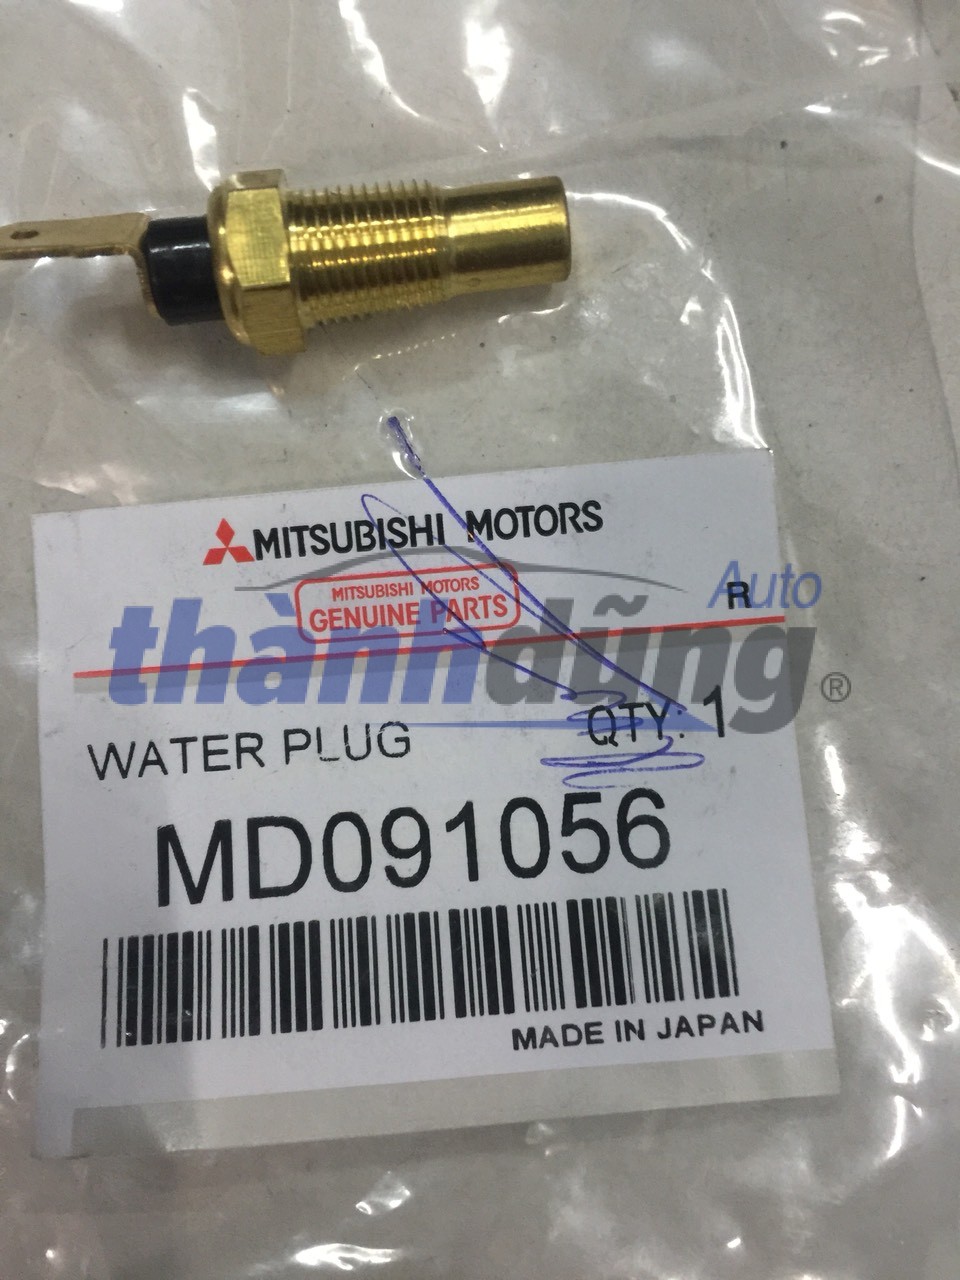 MITSUBISHI MOTORS
MITSUBISHI MOTORS
GENUINE PARTS
R
Auto
thànhdũng®
WATER PLUG
QTY: 1
MD091056
MADE IN JAPAN